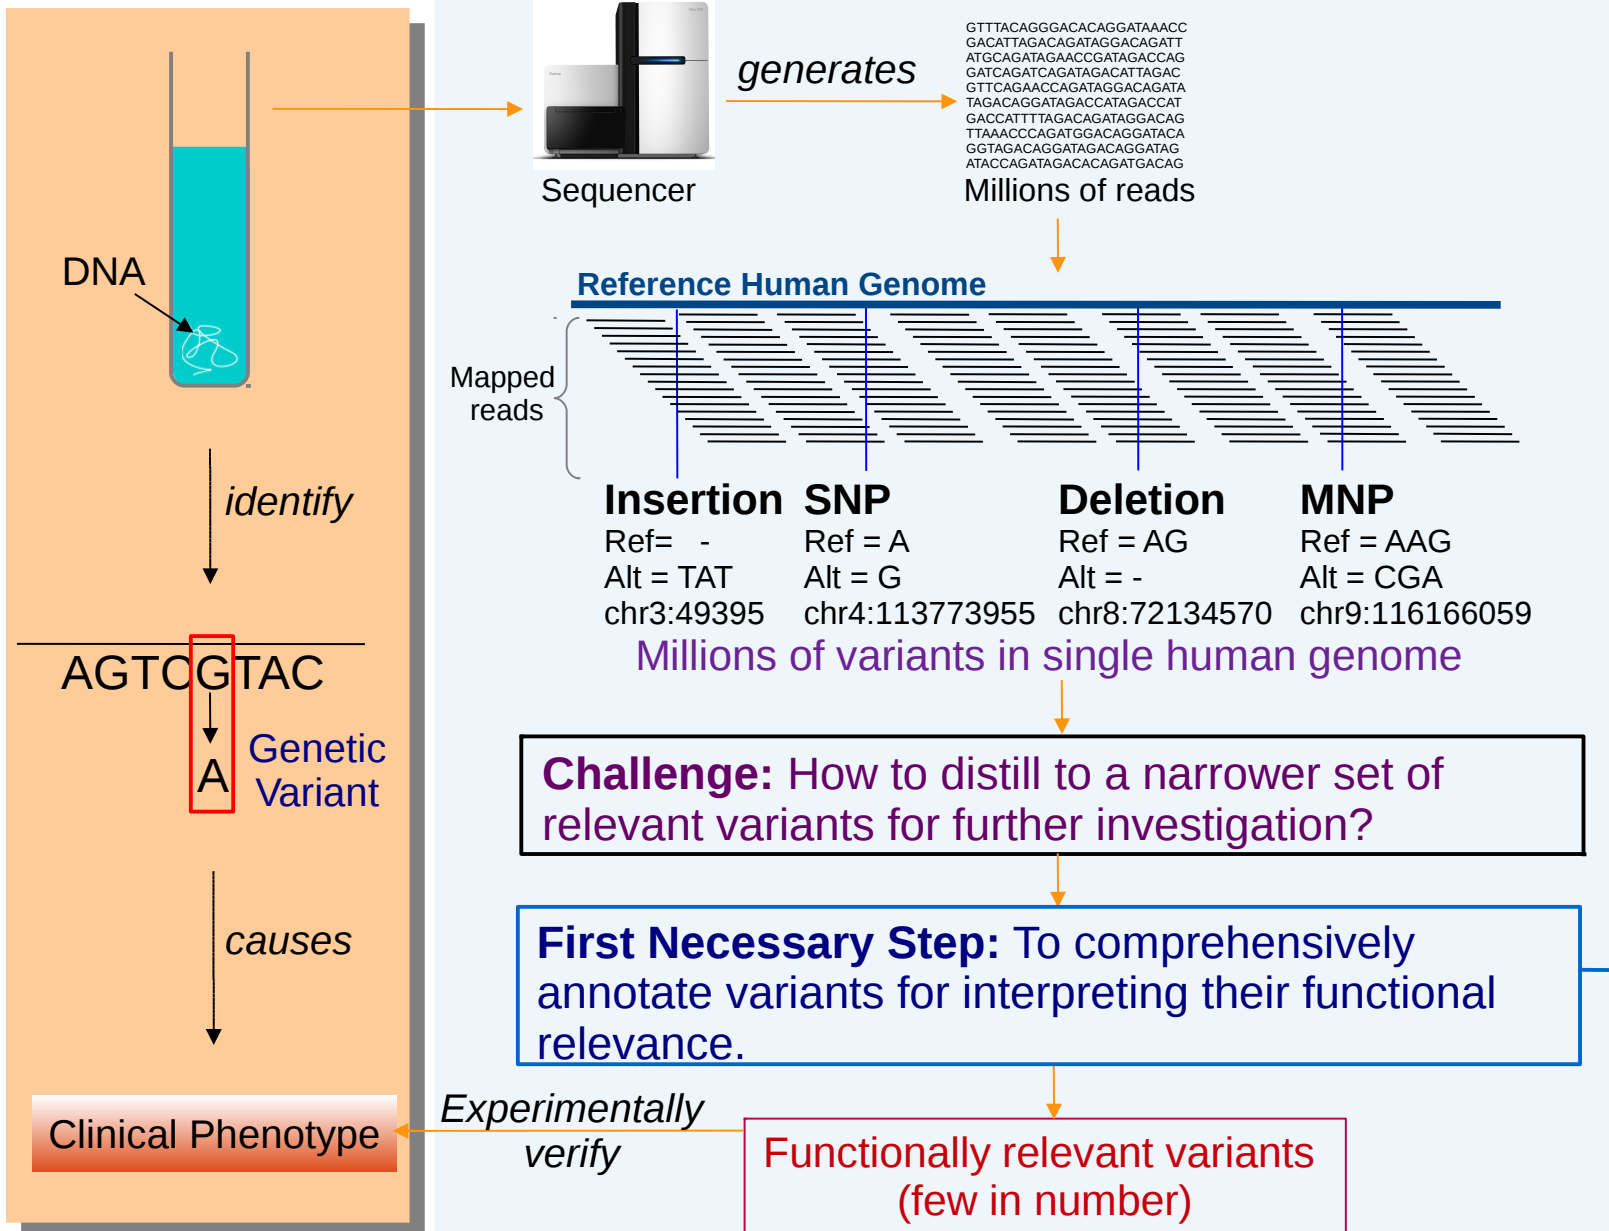 DNA
identify
AGTCGTAC
A
Genetic
Variant
causes
Clinical Phenotype
Sequencer
generates
GTTTACAGGGACACAGGATAAACC
GACATTAGACAGATAGGACAGATT
ATGCAGATAGAACCGATAGACCAG
GATCAGATCAGATAGACATTAGAC
GTTCAGAACCAGATAGGACAGATA
TAGACAGGATAGACCATAGACCAT
GACCATTTTAGACAGATAGGACAG
TTAAACCCAGATGGACAGGATACA
GGTAGACAGGATAGACAGGATAG
ATACCAGATAGACACAGATGACAG
Millions of reads
Reference Human Genome
Mapped
reads
Insertion
Ref= -
Alt = TAT
chr3:49395
SNP
Ref = A
Alt = G
chr4:113773955
Deletion
Ref = AG
Alt = -
chr8:72134570
MNP
Ref = AAG
Alt = CGA
chr9:116166059
Millions of variants in single human genome
Challenge: How to distill to a narrower set of
relevant variants for further investigation?
First Necessary Step: To comprehensively
annotate variants for interpreting their functional
relevance.
Experimentally
verify
Functionally relevant variants
(few in number)